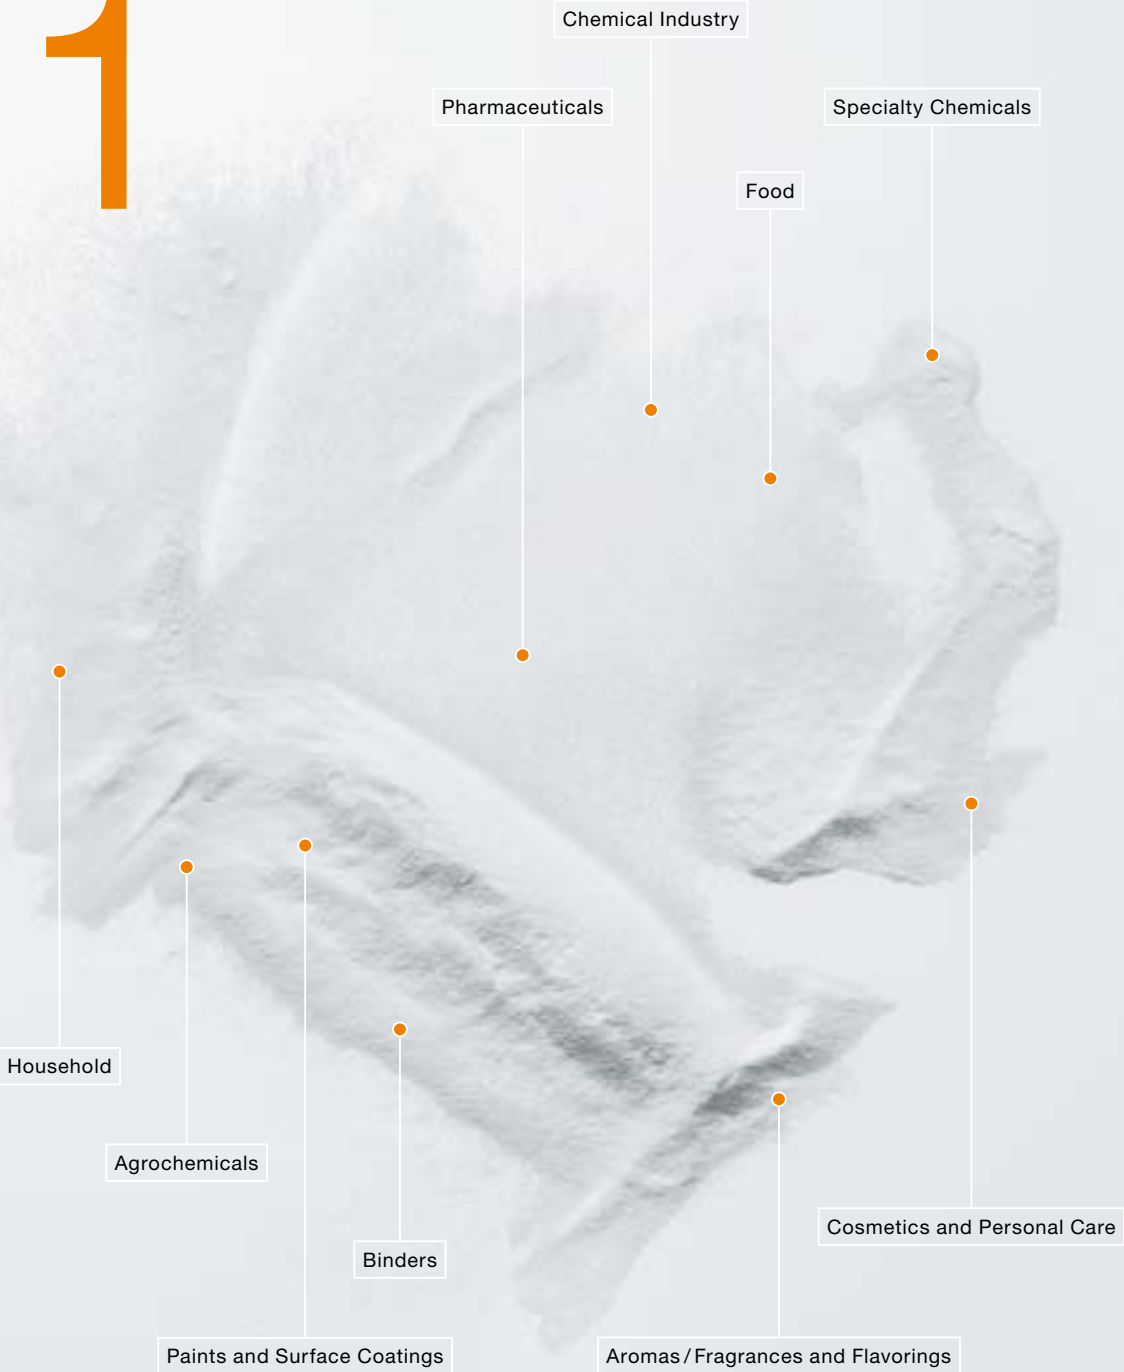 1
Chemical Industry
Pharmaceuticals
Specialty Chemicals
Food
Household
Agrochemicals
Cosmetics and Personal Care
Binders
Paints and Surface Coatings
Aromas / Fragrances and Flavorings